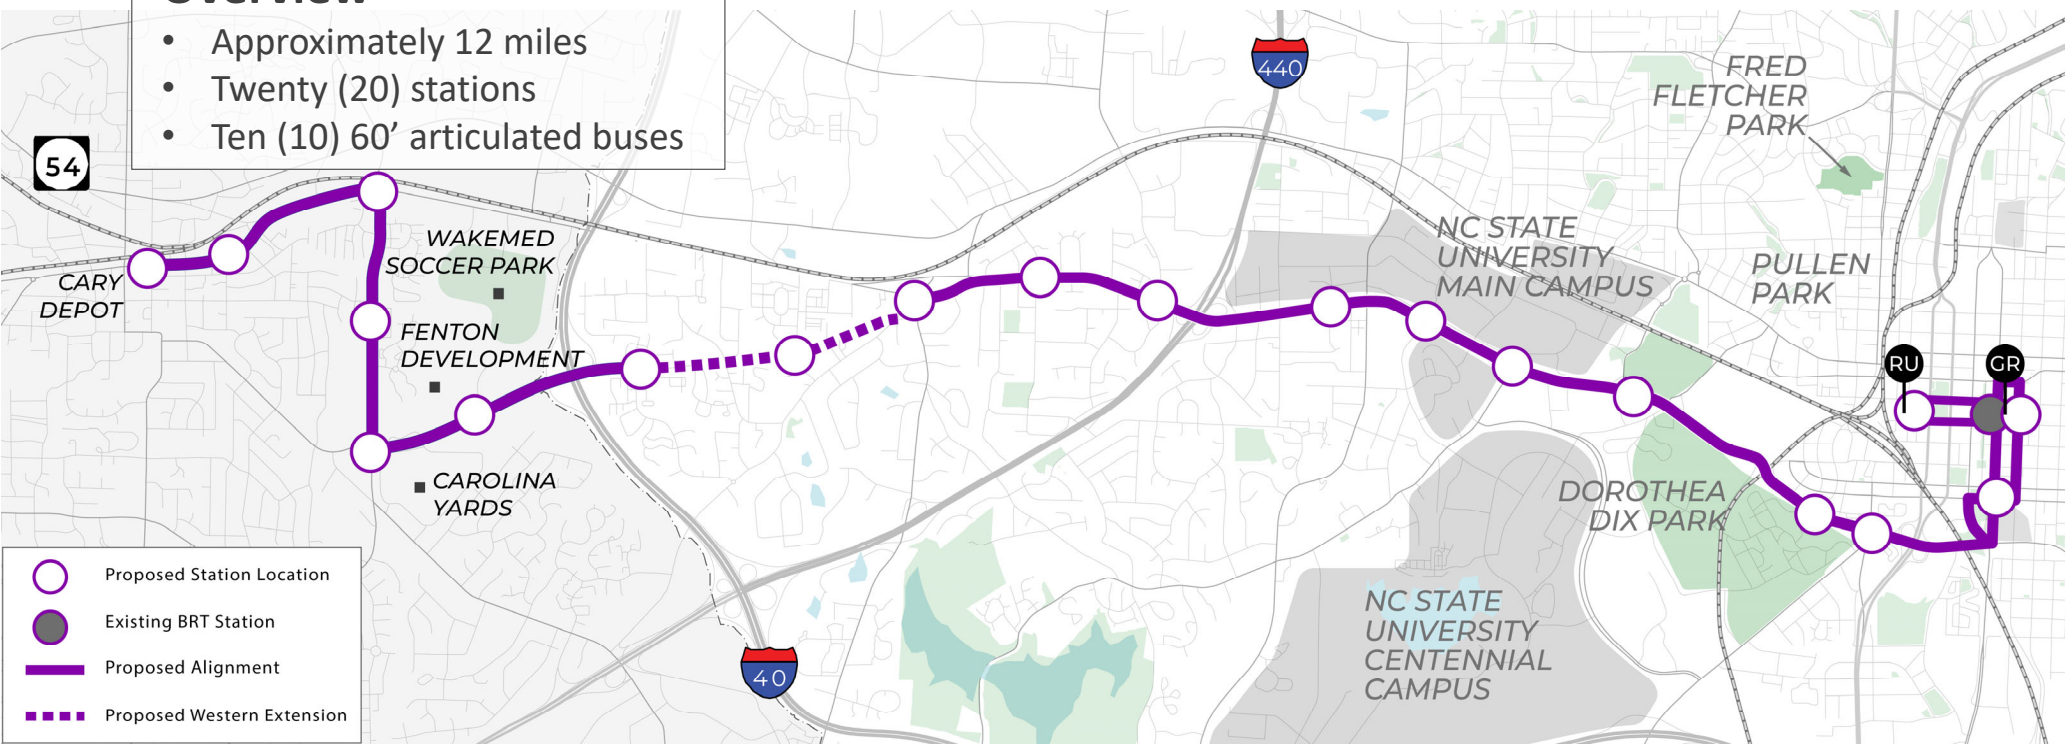 Overview
• Approximately 12 miles
• Twenty (20) stations
• Ten (10) 60’ articulated buses
54
440
FRED
FLETCHER
PARK
WAKEMED
SOCCER PARK
NC STATE
UNIVERSITY
MAIN CAMPUS
PULLEN
PARK
CARY
DEPOT
FENTON
DEVELOPMENT
RU
GR
CAROLINA
YARDS
DOROTHEA
DIX PARK
NC STATE
UNIVERSITY
CENTENNIAL
CAMPUS
40
Proposed Station Location
Existing BRT Station
Proposed Alignment
Proposed Western Extension